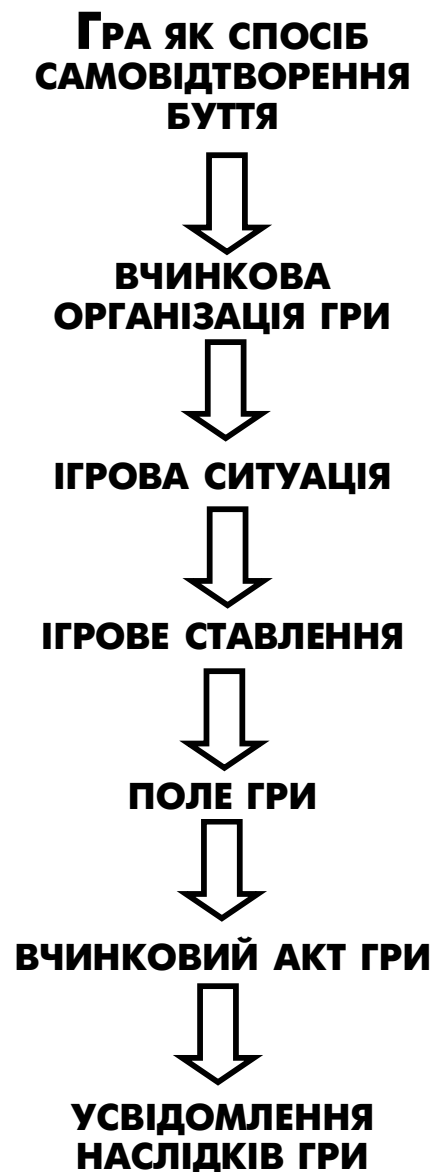 ГРА ЯК СПОСІБ
САМОВІДТВОРЕННЯ
БУТТЯ
ВЧИНКОВА
ОРГАНІЗАЦІЯ ГРИ
ІГРОВА СИТУАЦІЯ
ІГРОВЕ СТАВЛЕННЯ
ПОЛЕ ГРИ
ВЧИНКОВИЙ АКТ ГРИ
УСВІДОМЛЕННЯ
НАСЛІДКІВ ГРИ